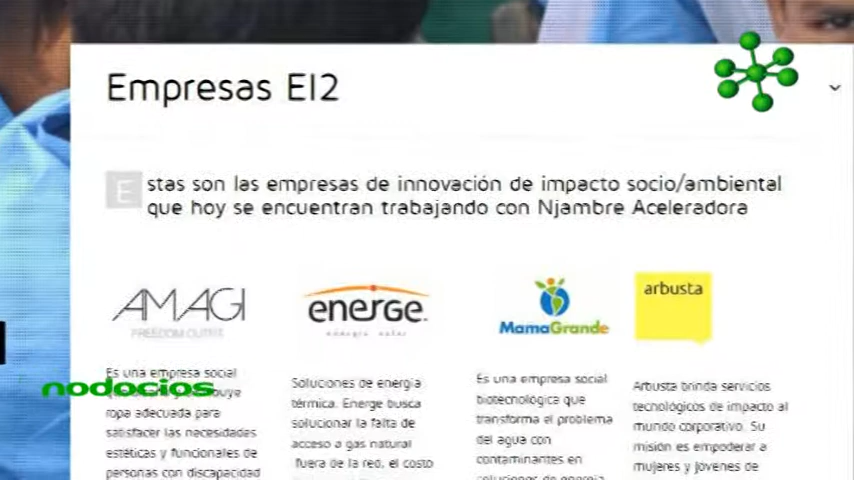 Empresas EI2
Estas son las empresas de innovación de impacto socio/ambiental
que hoy se encuentran trabajando con Njambre Aceleradora
AMAGI
FREEDOM OUTFIT
energe.
energía solar
MamaGrande
arbusta
Es una empresa social
ropa adecuada para
satisfacer las necesidades
estéticas y funcionales de
personas con discapacidad
Soluciones de energía
térmica. Energe busca
solucionar la falta de
acceso a gas natural
fuera de la red, el costo
Es una empresa social
biotecnológica que
transforma el problema
del agua con
contaminantes en
soluciones de energía
Arbusta brinda servicios
tecnológicos de impacto al
mundo corporativo. Su
misión es empoderar a
mujeres y jóvenes de
nodocios